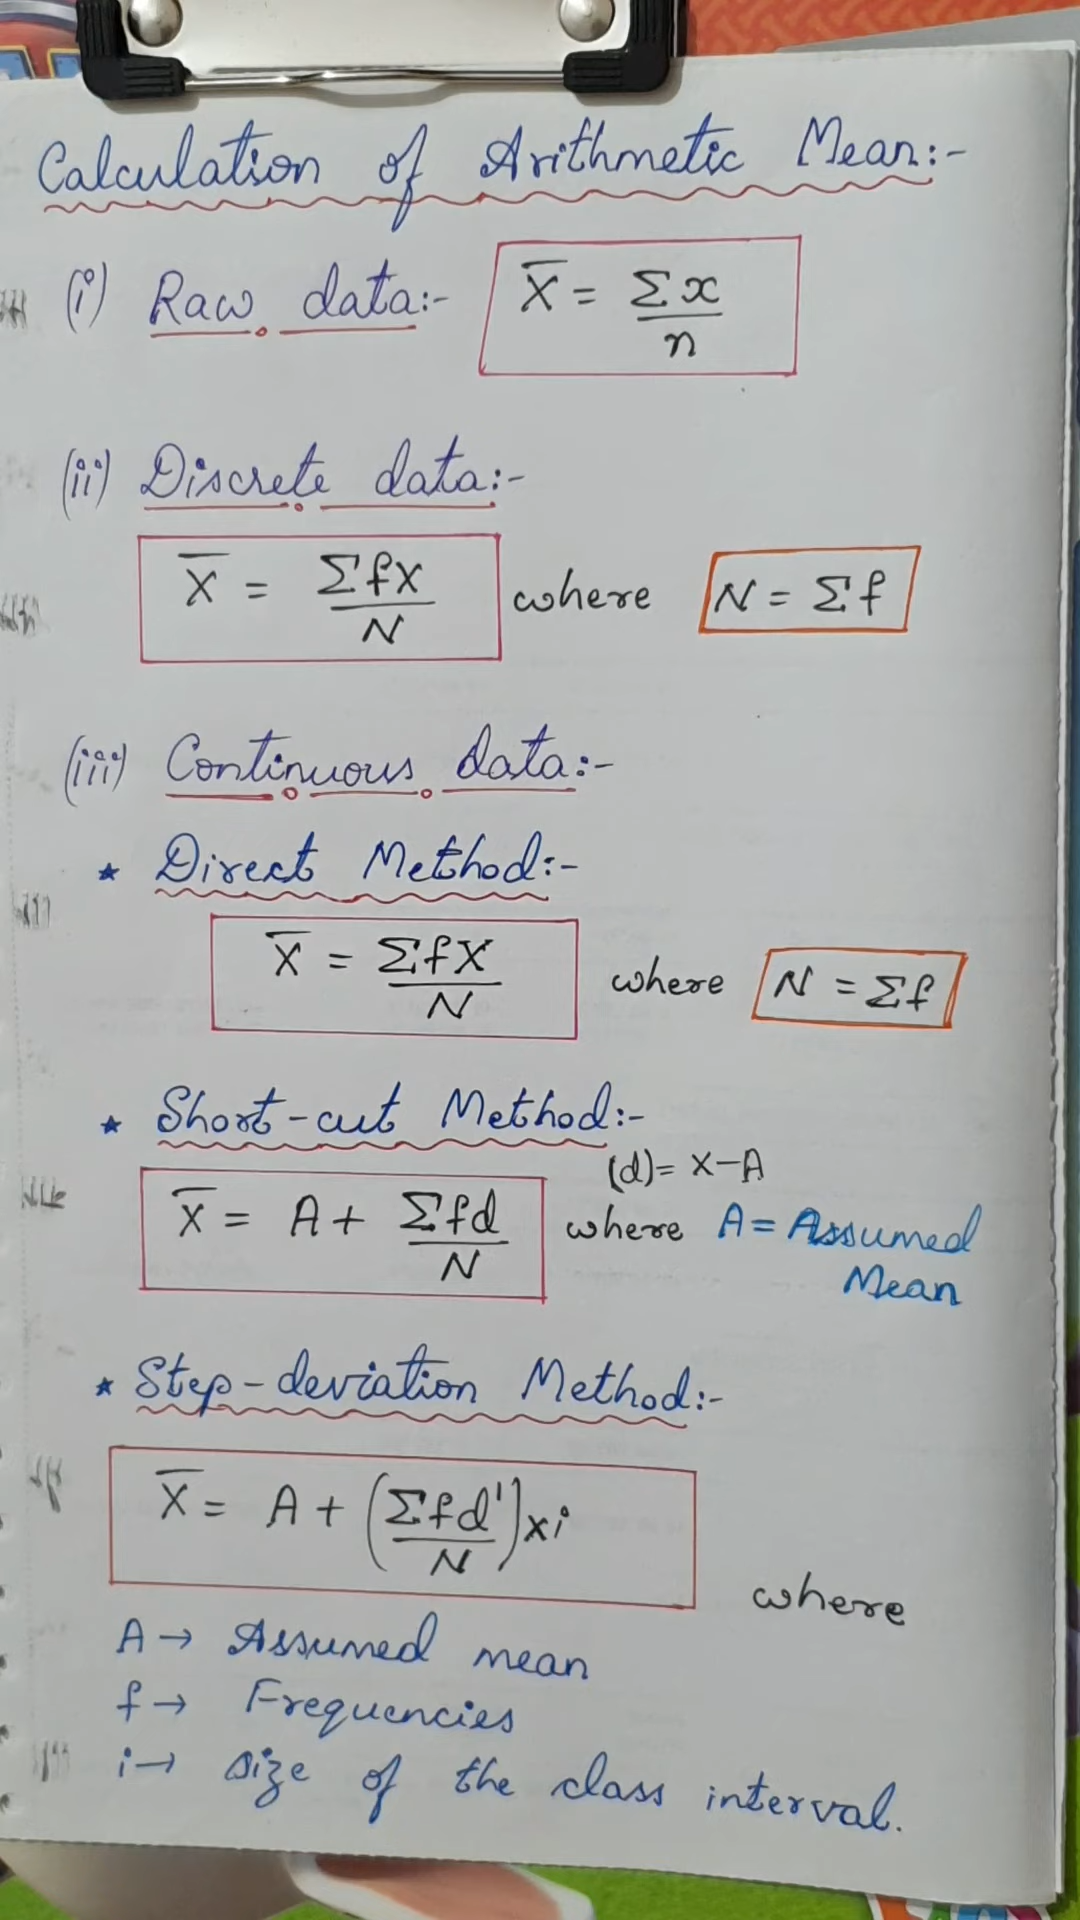 Calculation of Arithmetic Mean:-
(i) Raw data:- X̅ = Σx/n
(ii) Discrete data:-
X̅ = ΣfX/N where N = Σf
(iii) Continuous data:-
* Direct Method:-
X̅ = ΣfX/N where N = Σf
* Short-cut Method:-
(d)= X-A
X̅ = A + Σfd/N where A = Assumed
Mean
* Step-deviation Method:-
X̅ = A + (Σfd'/N)xi
where
A → Assumed mean
f → Frequencies
i → size of the class interval.